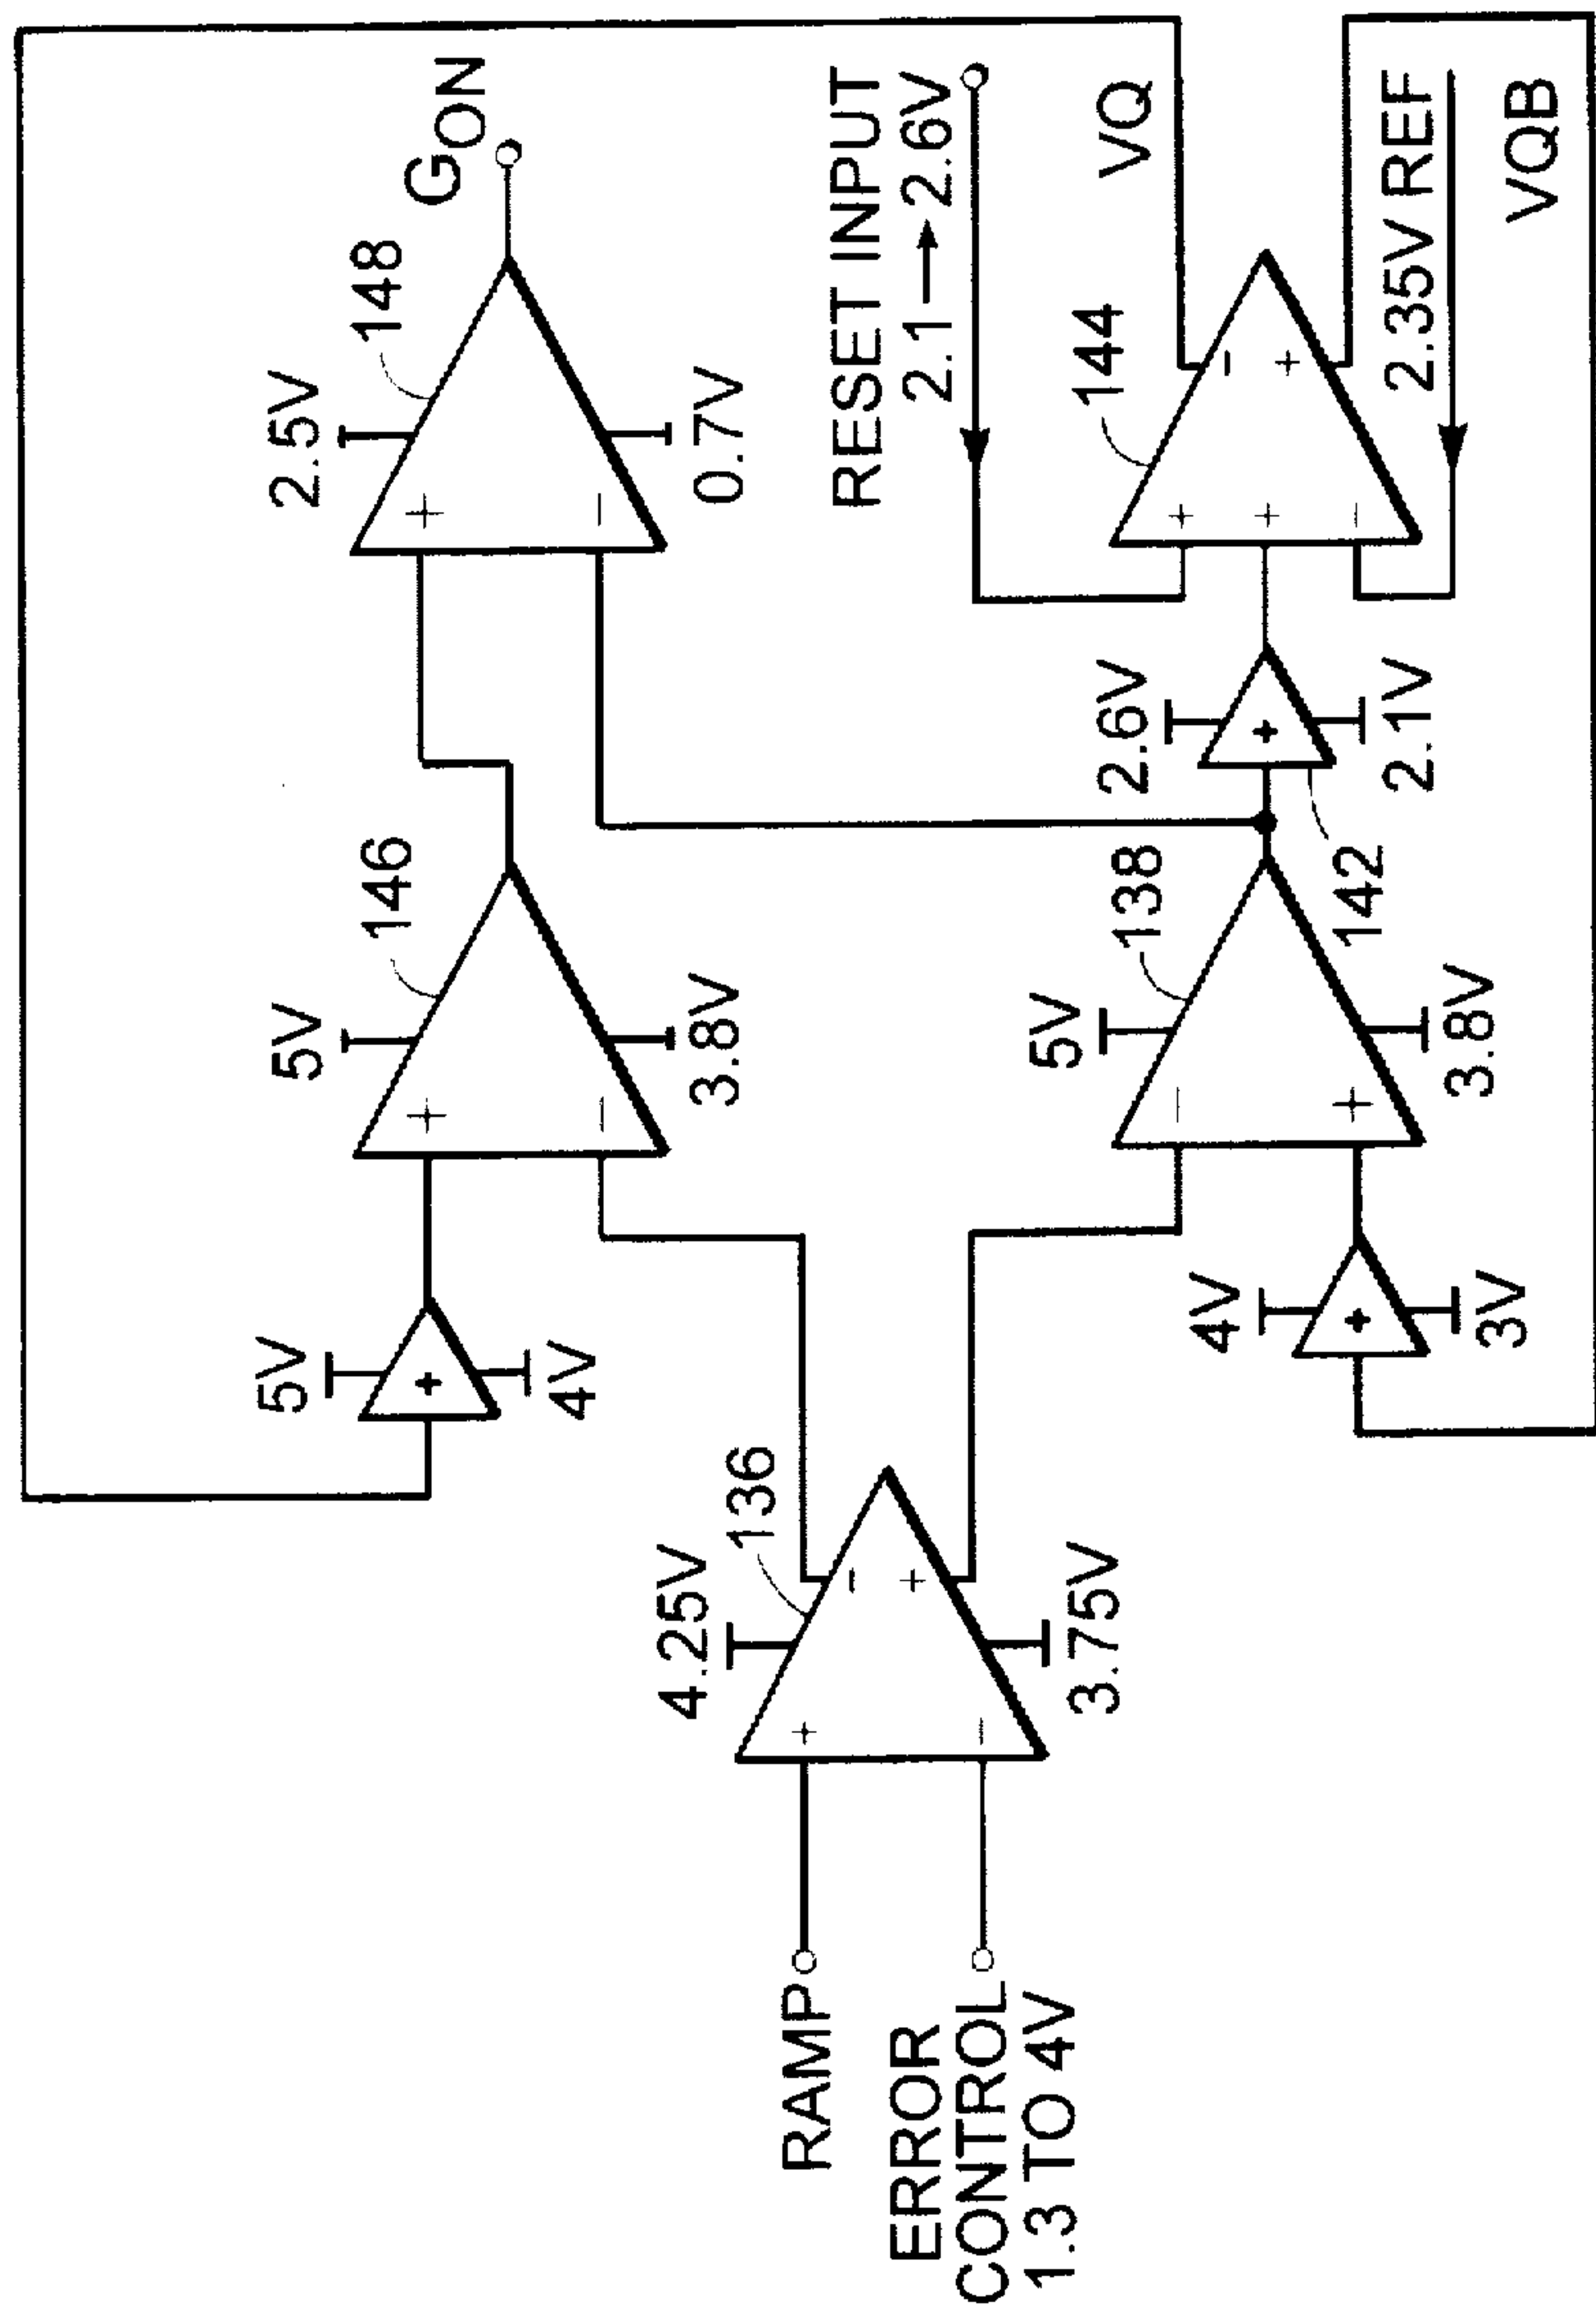 5V
4V
5V
146
3.8V
2.5V
148
0.7V
GON
RAMP
ERROR
CONTROL
1.3 TO 4V
4.25V
136
3.75V
4V
3V
5V
138
3.8V
142
2.6V
2.1V
RESET INPUT
2.1→2.6V
144
VQ
2.35V REF
VQB
+
+
-
+
-
+
-
-
+
+
-
+
+
+
+
-
-
+